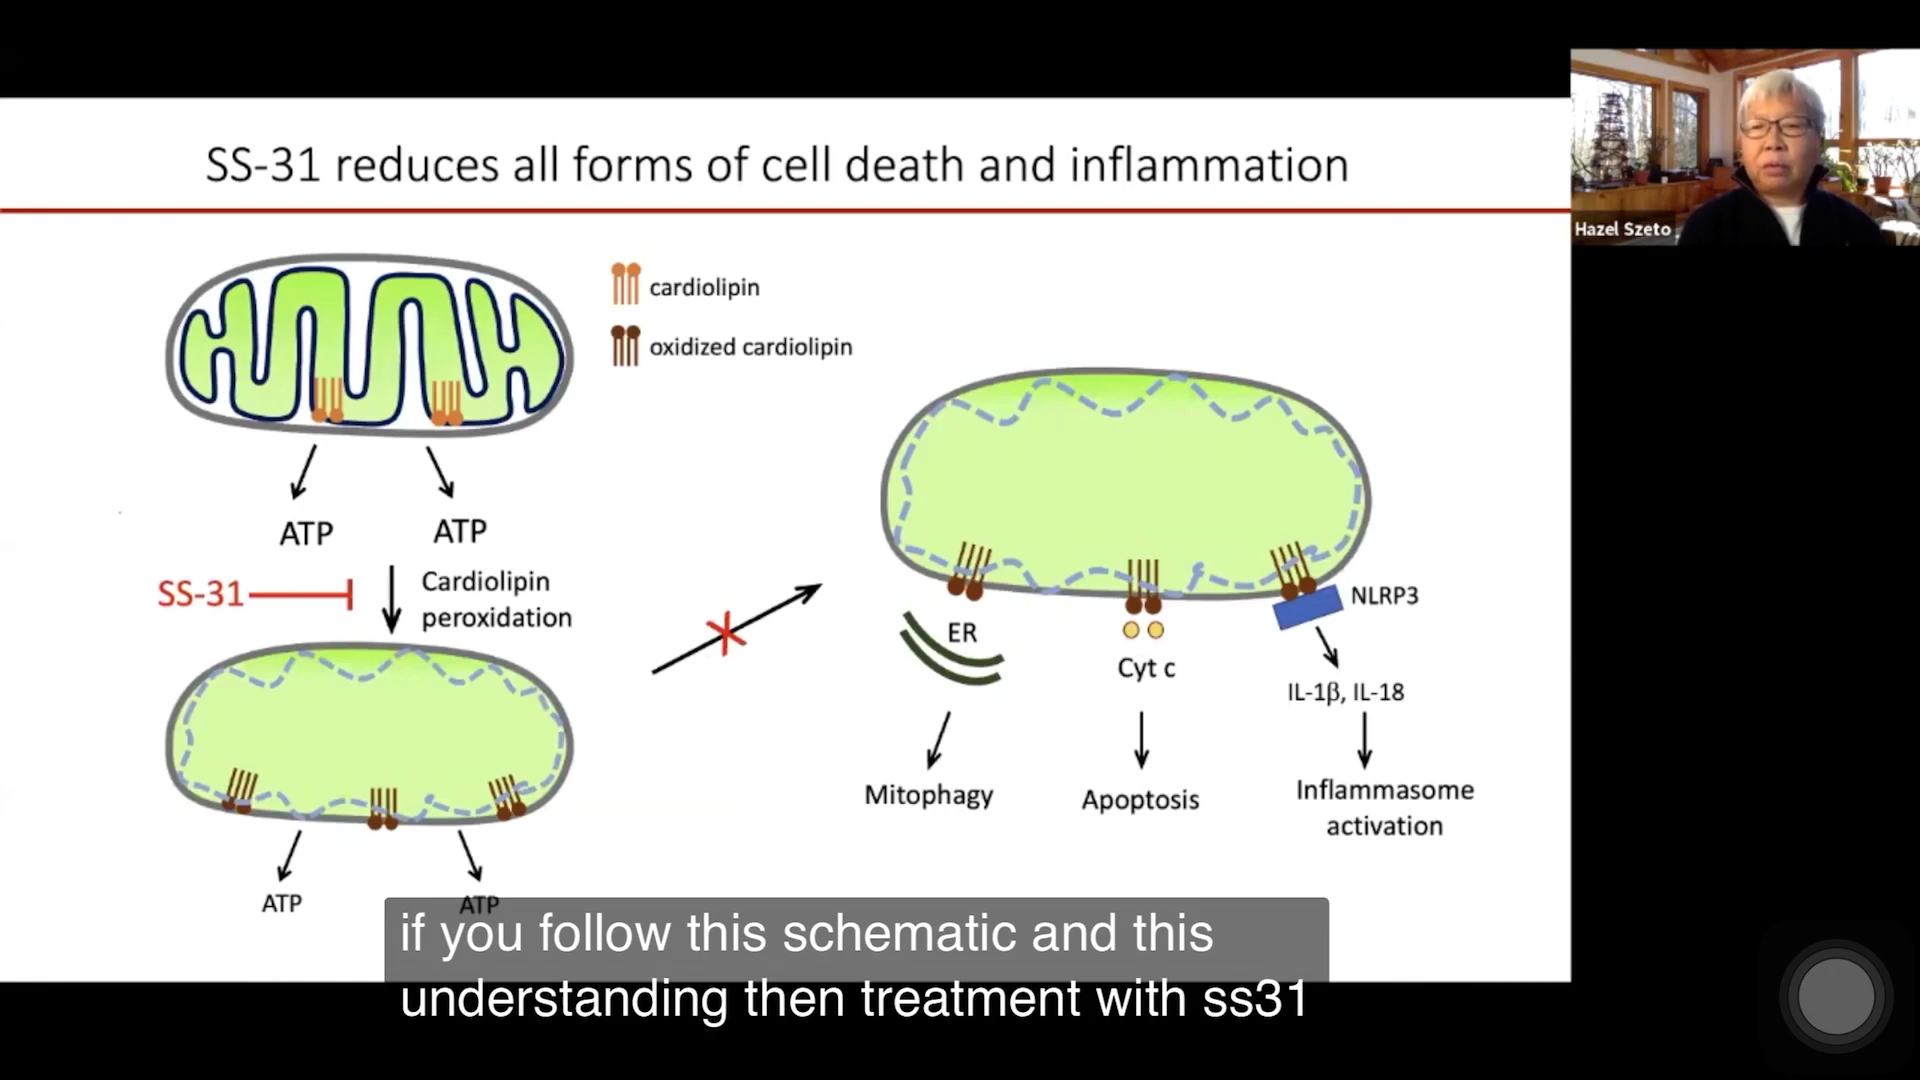 SS-31 reduces all forms of cell death and inflammation
Hazel Szeto
cardiolipin
oxidized cardiolipin
ATP
ATP
SS-31
Cardiolipin
peroxidation
ATP
ATP
NLRP3
ER
Cyt c
IL-1β, IL-18
Mitophagy
Apoptosis
Inflammasome
activation
if you follow this schematic and this
understanding then treatment with ss31